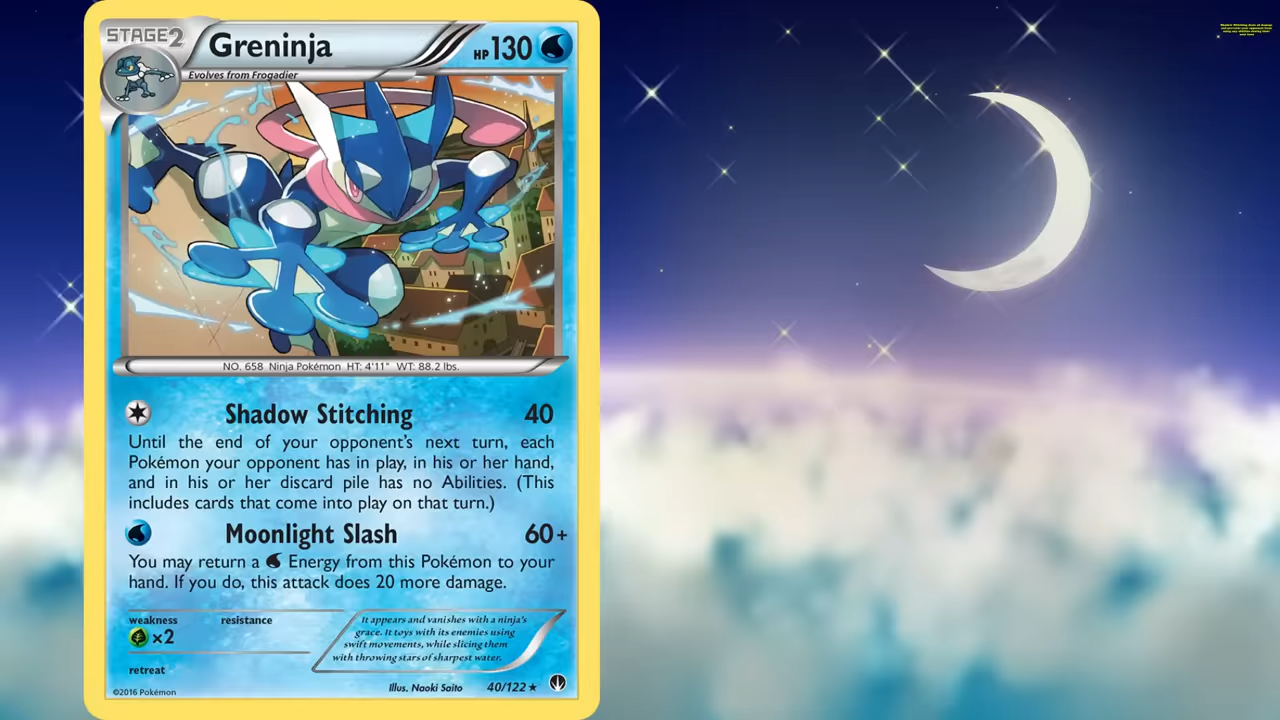 STAGE2
Greninja
HP130
Evolves from Frogadier
NO. 658 Ninja Pokémon HT: 4'11" WT: 88.2 lbs.
Shadow Stitching 40
Until the end of your opponent's next turn, each
Pokémon your opponent has in play, in his or her hand,
and in his or her discard pile has no Abilities. (This
includes cards that come into play on that turn.)
Moonlight Slash 60+
You may return a Energy from this Pokémon to your
hand. If you do, this attack does 20 more damage.
weakness resistance
×2
It appears and vanishes with a ninja's
grace. It toys with its enemies using
swift movements, while slicing them
with throwing stars of sharpest water.
retreat
©2016 Pokémon
Illus. Naoki Saito 40/122